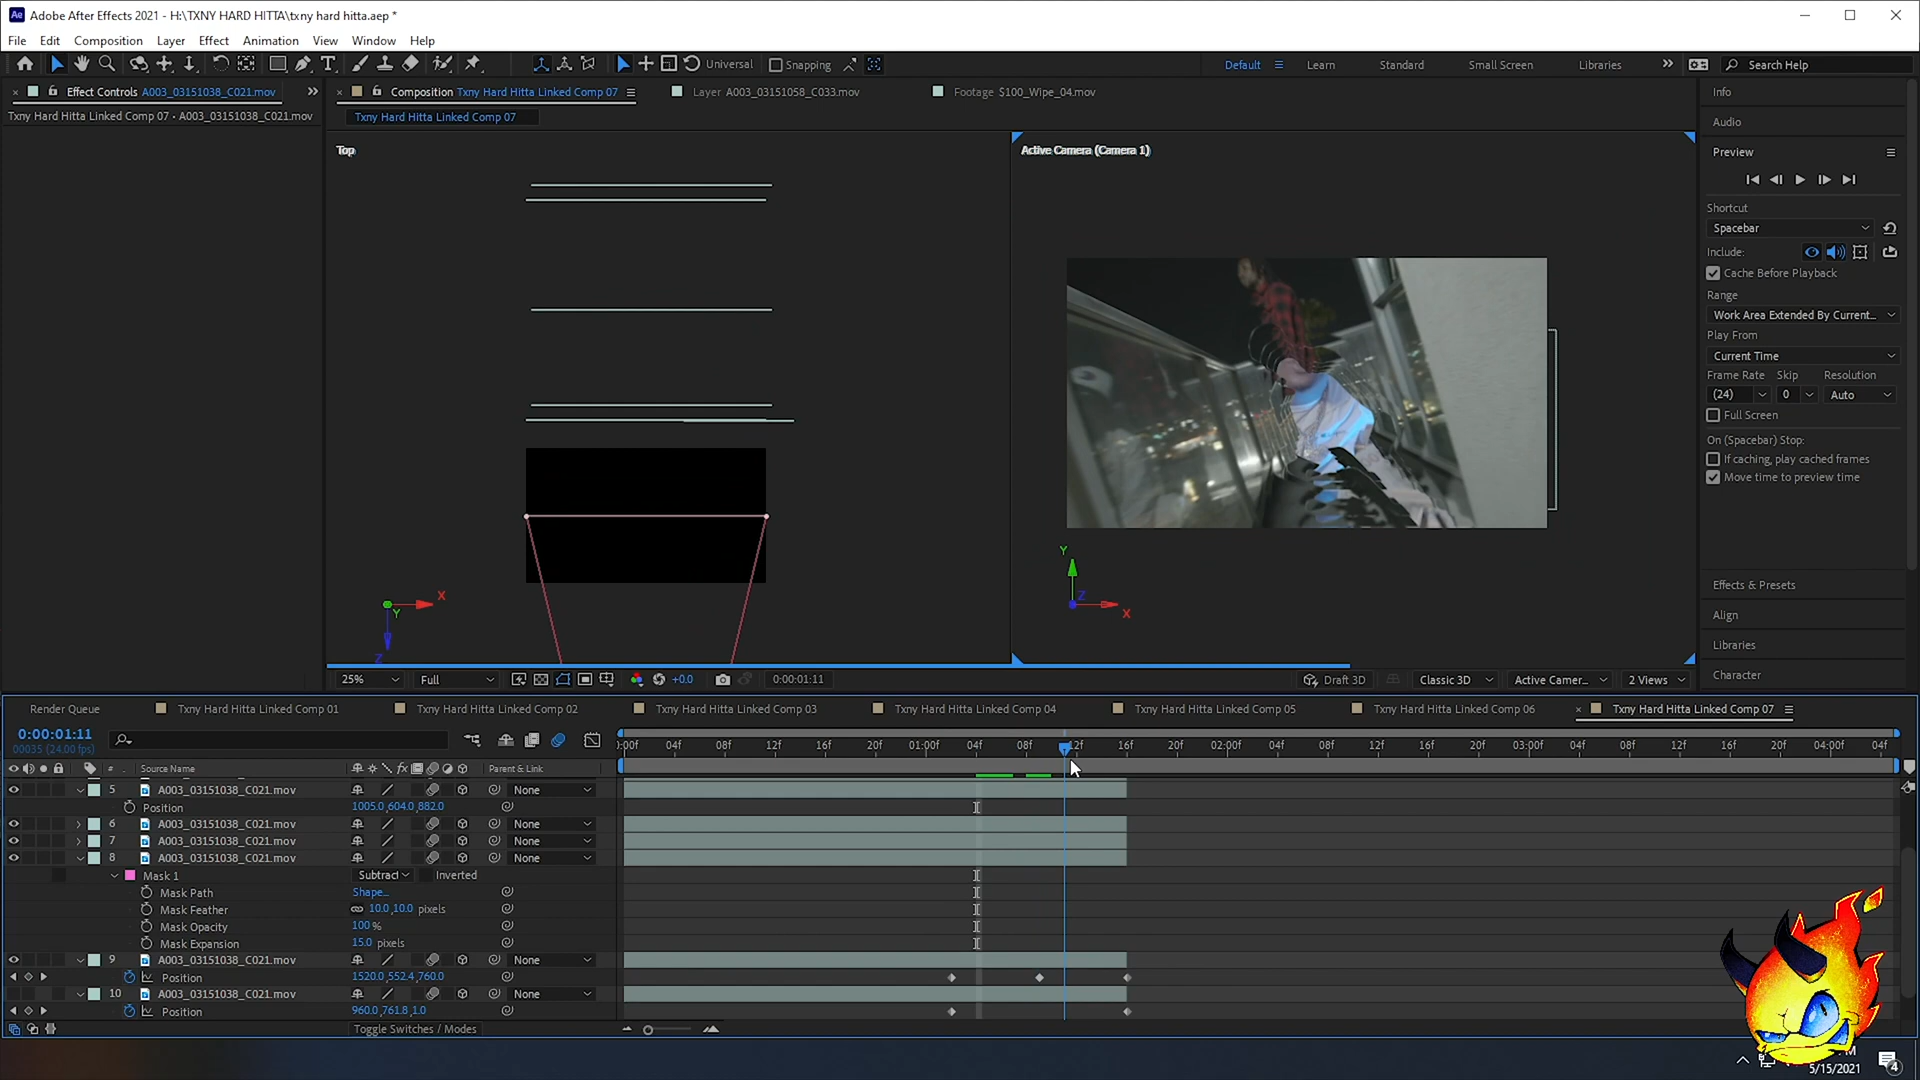 Adobe After Effects 2021 - H:\TXNY HARD HITTA\txny hard hitta.aep *
File Edit Composition Layer Effect Animation View Window Help
Universal Snapping Default Learn Standard Small Screen Libraries Search Help
Effect Controls A003_03151038_C021.mov
Composition Txny Hard Hitta Linked Comp 07
Layer A003_03151058_C033.mov
Footage S100_Wipe_04.mov
Info
Txny Hard Hitta Linked Comp 07 • A003_03151038_C021.mov
Txny Hard Hitta Linked Comp 07
Audio
Top
Active Camera (Camera 1)
Preview
Shortcut
Spacebar
Include:
Cache Before Playback
Range
Work Area Extended By Current...
Play From
Current Time
Frame Rate Skip Resolution
(24) 0 Auto
Full Screen
On (Spacebar) Stop:
If caching, play cached frames
Move time to preview time
Effects & Presets
Align
Libraries
Character
X
Y
Z
Y
Z
X
25% Full +0.0 0:00:01:11 Draft 3D Classic 3D Active Camer... 2 Views
Render Queue
Txny Hard Hitta Linked Comp 01
Txny Hard Hitta Linked Comp 02
Txny Hard Hitta Linked Comp 03
Txny Hard Hitta Linked Comp 04
Txny Hard Hitta Linked Comp 05
Txny Hard Hitta Linked Comp 06
Txny Hard Hitta Linked Comp 07
0:00:01:11
00035 (24.00 fps)
:00f 04f 08f 12f 16f 20f 01:00f 04f 08f 12f 16f 20f 02:00f 04f 08f 12f 16f 20f 03:00f 04f 08f 12f 16f 20f 04:00f 04f
# Source Name fx Parent & Link
5 A003_03151038_C021.mov None
Position 1005.0,604.0,882.0
6 A003_03151038_C021.mov None
7 A003_03151038_C021.mov None
8 A003_03151038_C021.mov None
Mask 1 Subtract Inverted
Mask Path Shape...
Mask Feather 10.0,10.0 pixels
Mask Opacity 100 %
Mask Expansion 15.0 pixels
9 A003_03151038_C021.mov None
Position 1520.0,552.4,760.0
10 A003_03151038_C021.mov None
Position 960.0,761.8,1.0
Toggle Switches / Modes
5/15/2021
4